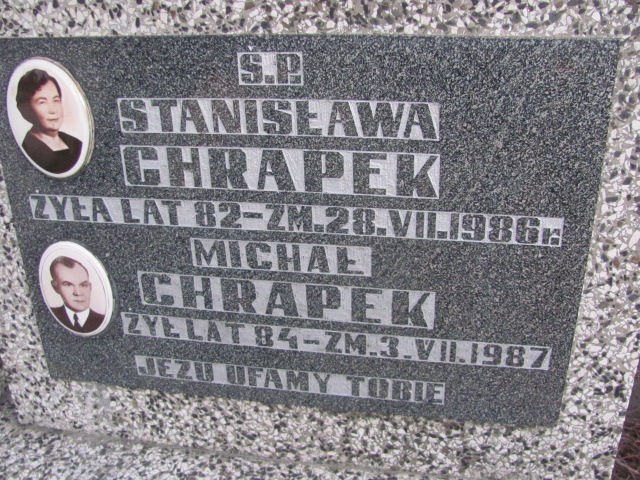 Ś.P.
STANISŁAWA
CHRAPEK
ŻYŁA LAT 82-ZM.28.VII.1986r.
MICHAŁ
CHRAPEK
ŻYŁ LAT 84-ZM.3.VII.1987
JEZU UFAMY TOBIE